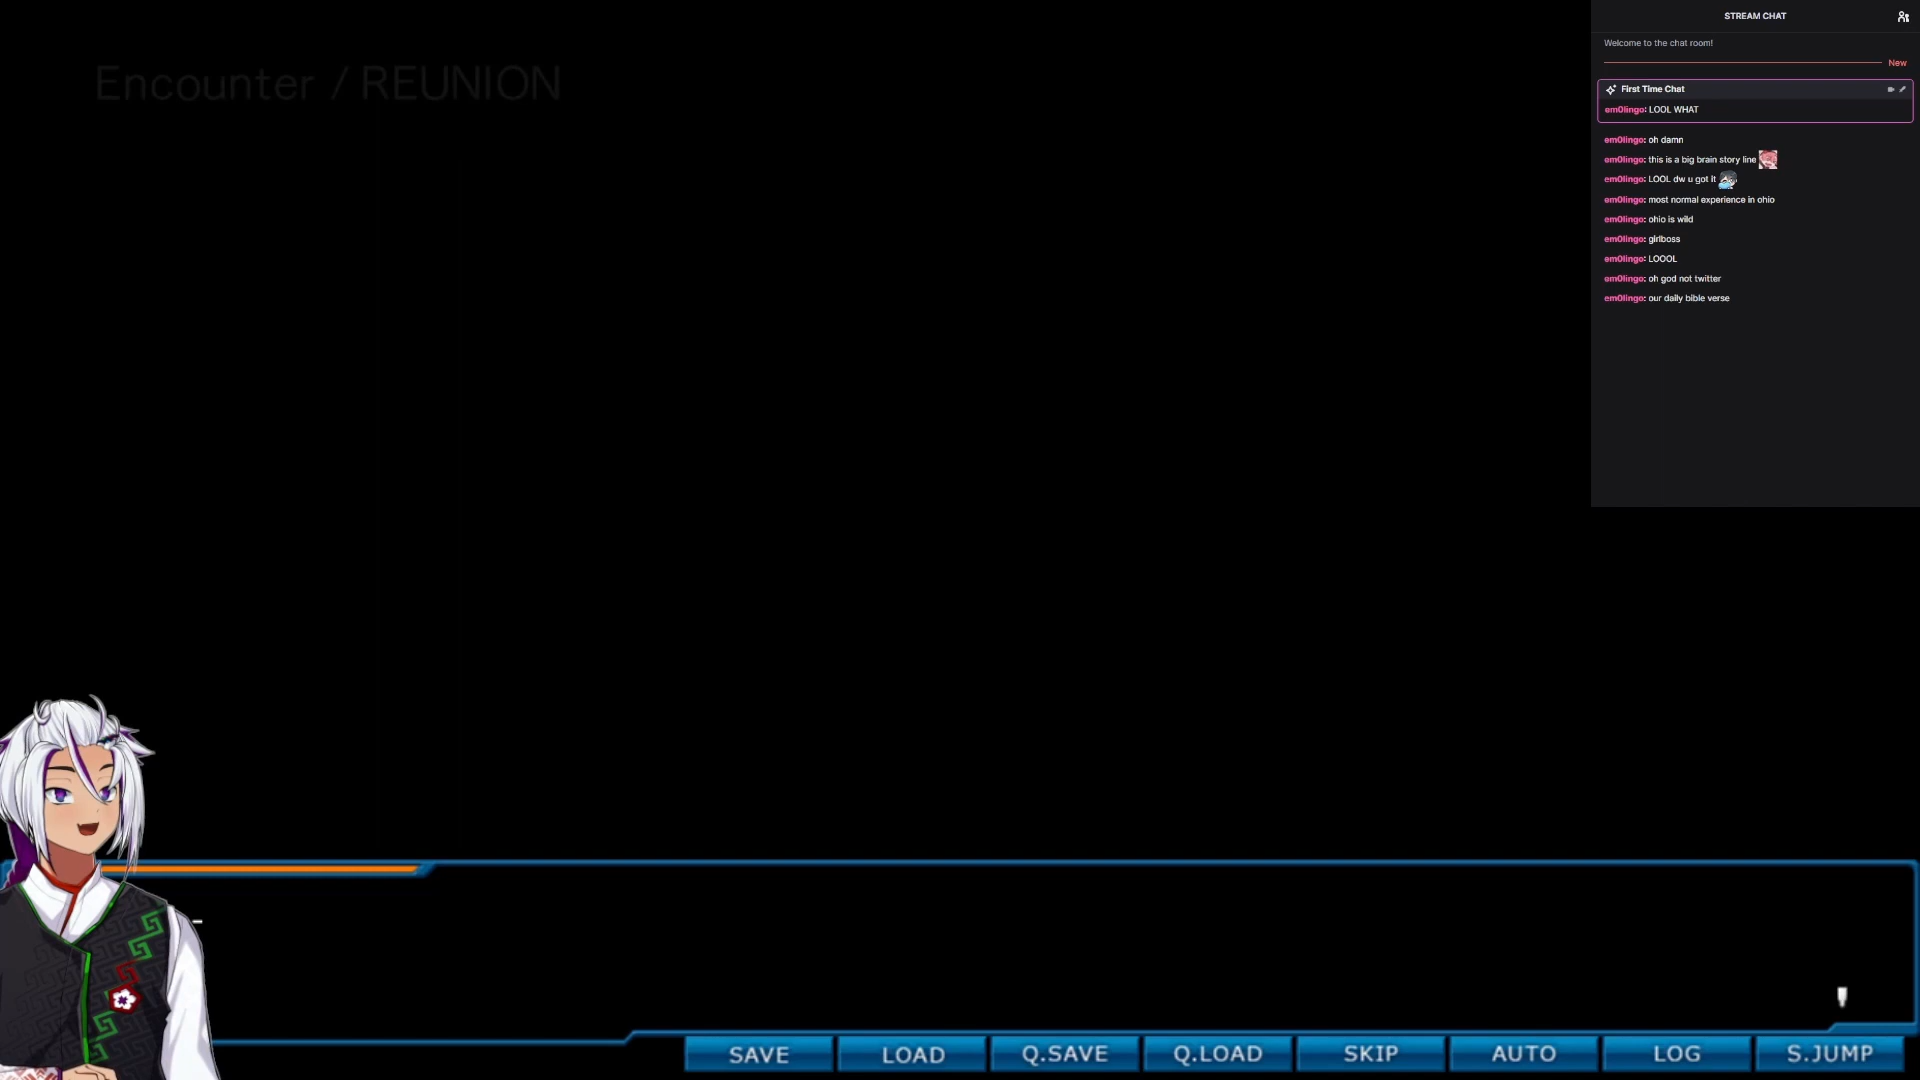 STREAM CHAT
Encounter / REUNION
Welcome to the chat room!
New
First Time Chat
em0lingo: LOOL WHAT
em0lingo: oh damn
em0lingo: this is a big brain story line
em0lingo: LOOL dw u got it
em0lingo: most normal experience in ohio
em0lingo: ohio is wild
em0lingo: girlboss
em0lingo: LOOOL
em0lingo: oh god not twitter
em0lingo: our daily bible verse
SAVE
LOAD
Q.SAVE
Q.LOAD
SKIP
AUTO
LOG
S.JUMP